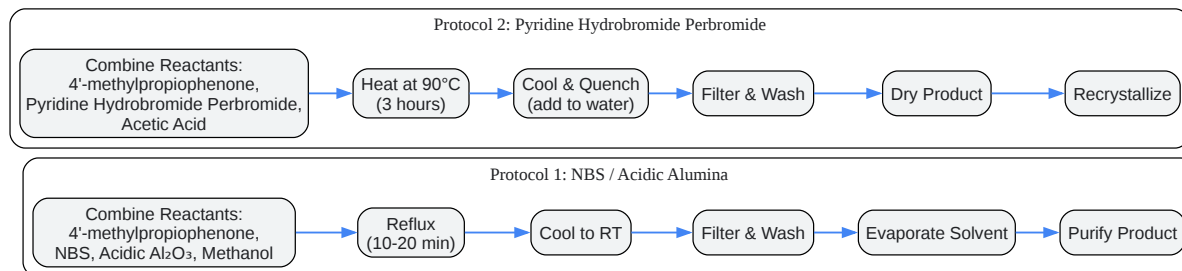 Protocol 2: Pyridine Hydrobromide Perbromide
Combine Reactants:
4'-methylpropiophenone,
Pyridine Hydrobromide Perbromide,
Acetic Acid
Heat at 90°C
(3 hours)
Cool & Quench
(add to water)
Filter & Wash
Dry Product
Recrystallize
Protocol 1: NBS / Acidic Alumina
Combine Reactants:
4'-methylpropiophenone,
NBS, Acidic Al₂O₃, Methanol
Reflux
(10-20 min)
Cool to RT
Filter & Wash
Evaporate Solvent
Purify Product